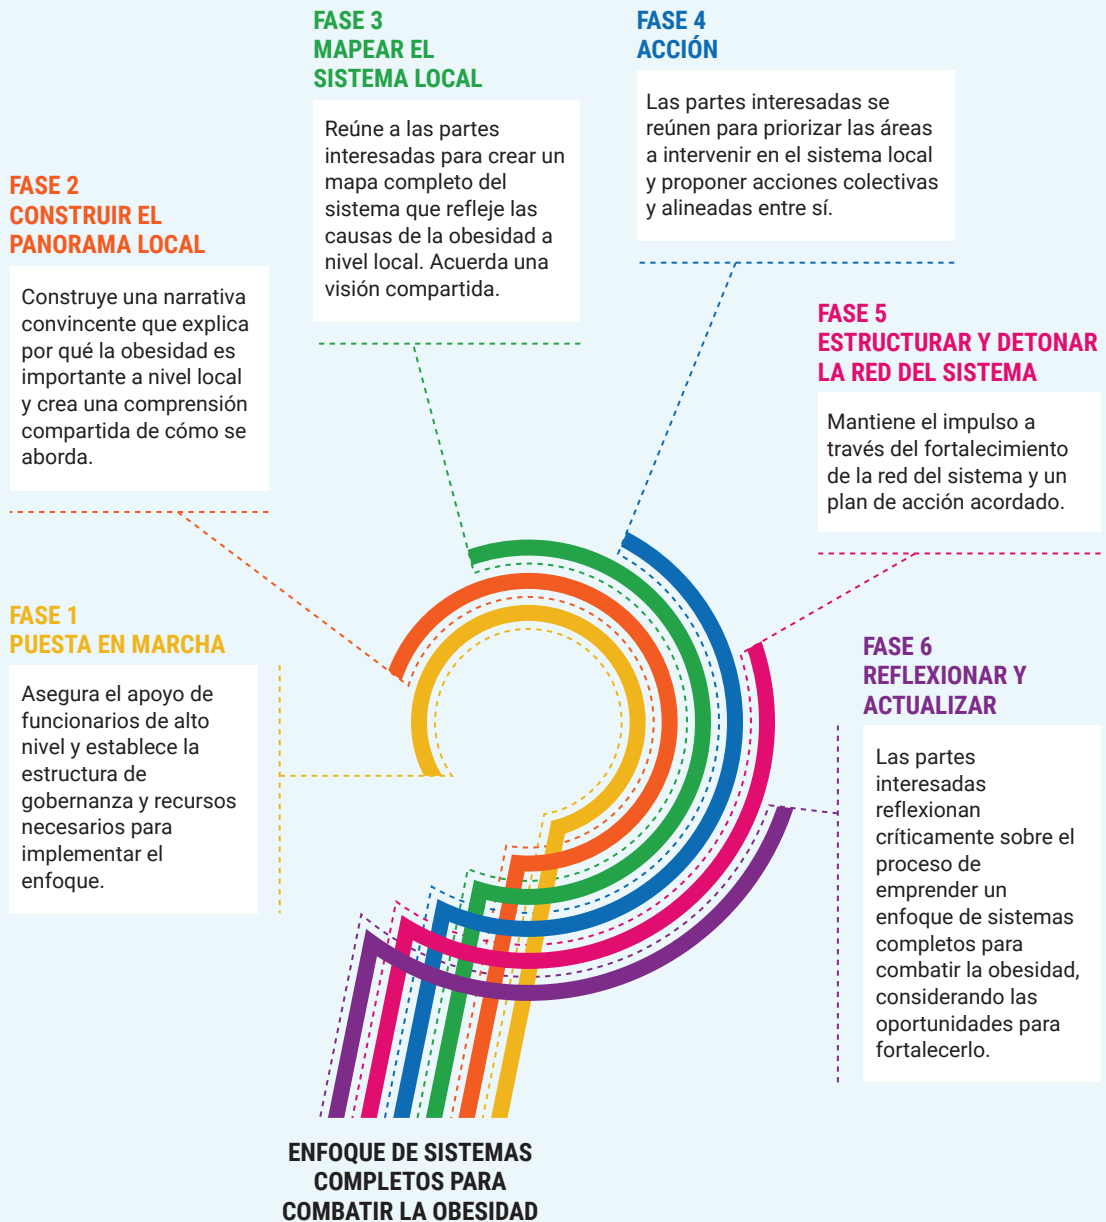 FASE 1
PUESTA EN MARCHA
Asegura el apoyo de
funcionarios de alto
nivel y establece la
estructura de
gobernanza y recursos
necesarios para
implementar el
enfoque.
FASE 2
CONSTRUIR EL
PANORAMA LOCAL
Construye una narrativa
convincente que explica
por qué la obesidad es
importante a nivel local
y crea una comprensión
compartida de cómo se
aborda.
FASE 3
MAPEAR EL
SISTEMA LOCAL
Reúne a las partes
interesadas para crear un
mapa completo del
sistema que refleje las
causas de la obesidad a
nivel local. Acuerda una
visión compartida.
FASE 4
ACCIÓN
Las partes interesadas se
reúnen para priorizar las áreas
a intervenir en el sistema local
y proponer acciones colectivas
y alineadas entre sí.
FASE 5
ESTRUCTURAR Y DETONAR
LA RED DEL SISTEMA
Mantiene el impulso a
través del fortalecimiento
de la red del sistema y un
plan de acción acordado.
FASE 6
REFLEXIONAR Y
ACTUALIZAR
Las partes
interesadas
reflexionan
críticamente sobre el
proceso de
emprender un
enfoque de sistemas
completos para
combatir la obesidad,
considerando las
oportunidades para
fortalecerlo.
ENFOQUE DE SISTEMAS
COMPLETOS PARA
COMBATIR LA OBESIDAD